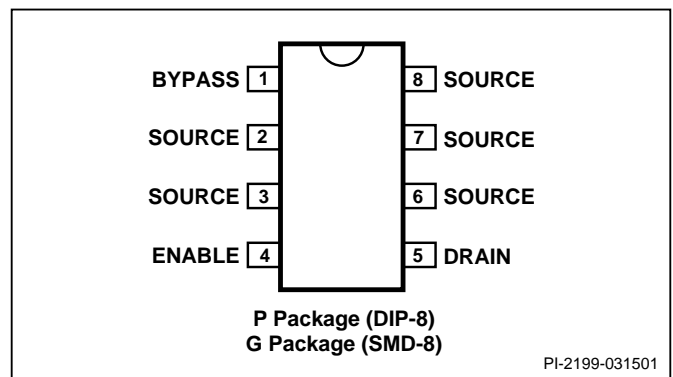 BYPASS 1 8 SOURCE
SOURCE 2 7 SOURCE
SOURCE 3 6 SOURCE
ENABLE 4 5 DRAIN
P Package (DIP-8)
G Package (SMD-8)
PI-2199-031501